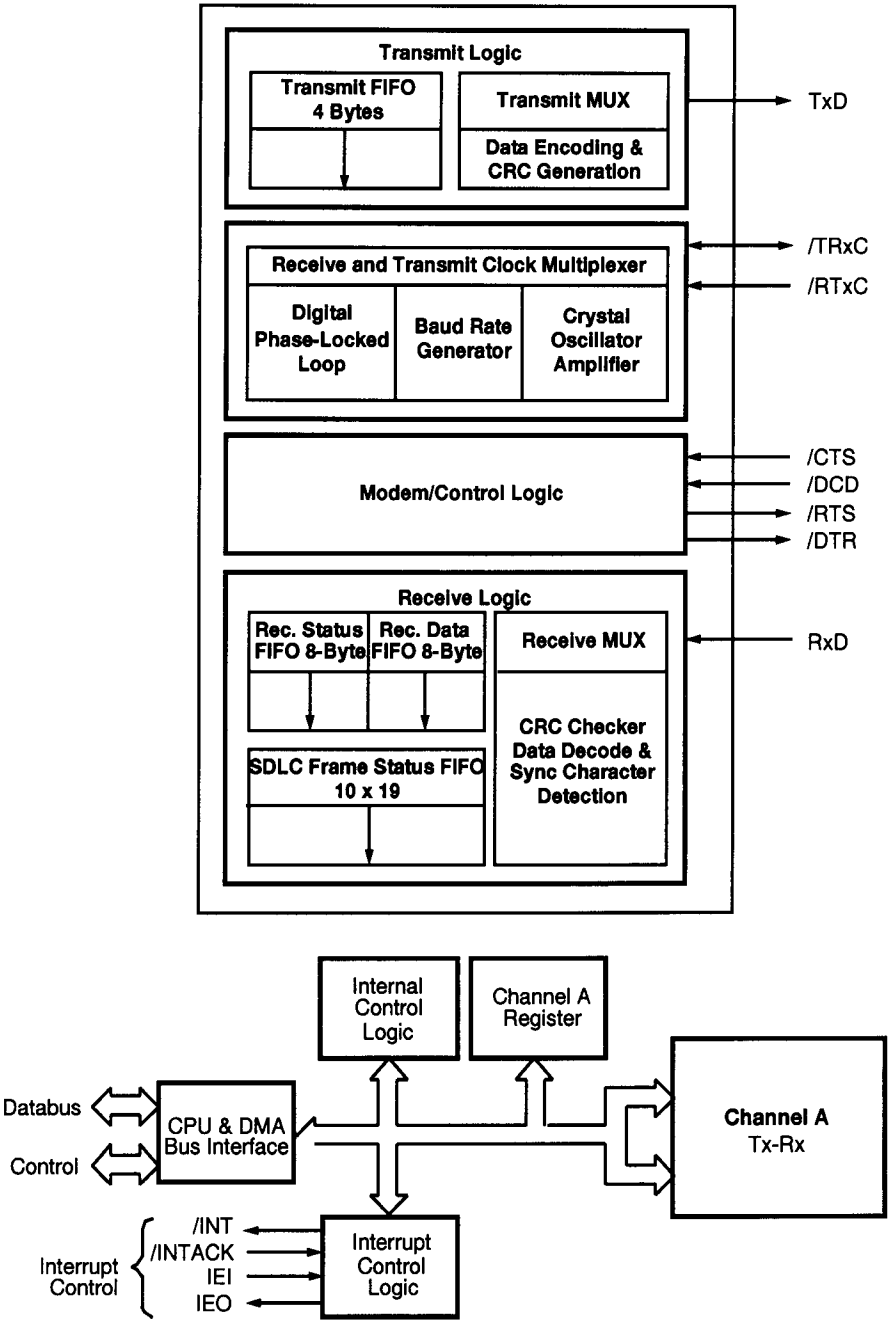 Transmit Logic
Transmit FIFO
4 Bytes
Transmit MUX
Data Encoding &
CRC Generation
TxD
Receive and Transmit Clock Multiplexer
Digital
Phase-Locked
Loop
Baud Rate
Generator
Crystal
Oscillator
Amplifier
/TRxC
/RTxC
Modem/Control Logic
/CTS
/DCD
/RTS
/DTR
Receive Logic
Rec. Status
FIFO 8-Byte
Rec. Data
FIFO 8-Byte
Receive MUX
CRC Checker
Data Decode &
Sync Character
Detection
SDLC Frame Status FIFO
10 x 19
RxD
Internal
Control
Logic
Channel A
Register
Databus
Control
CPU & DMA
Bus Interface
Channel A
Tx-Rx
Interrupt
Control
/INT
/INTACK
IEI
IEO
Interrupt
Control
Logic